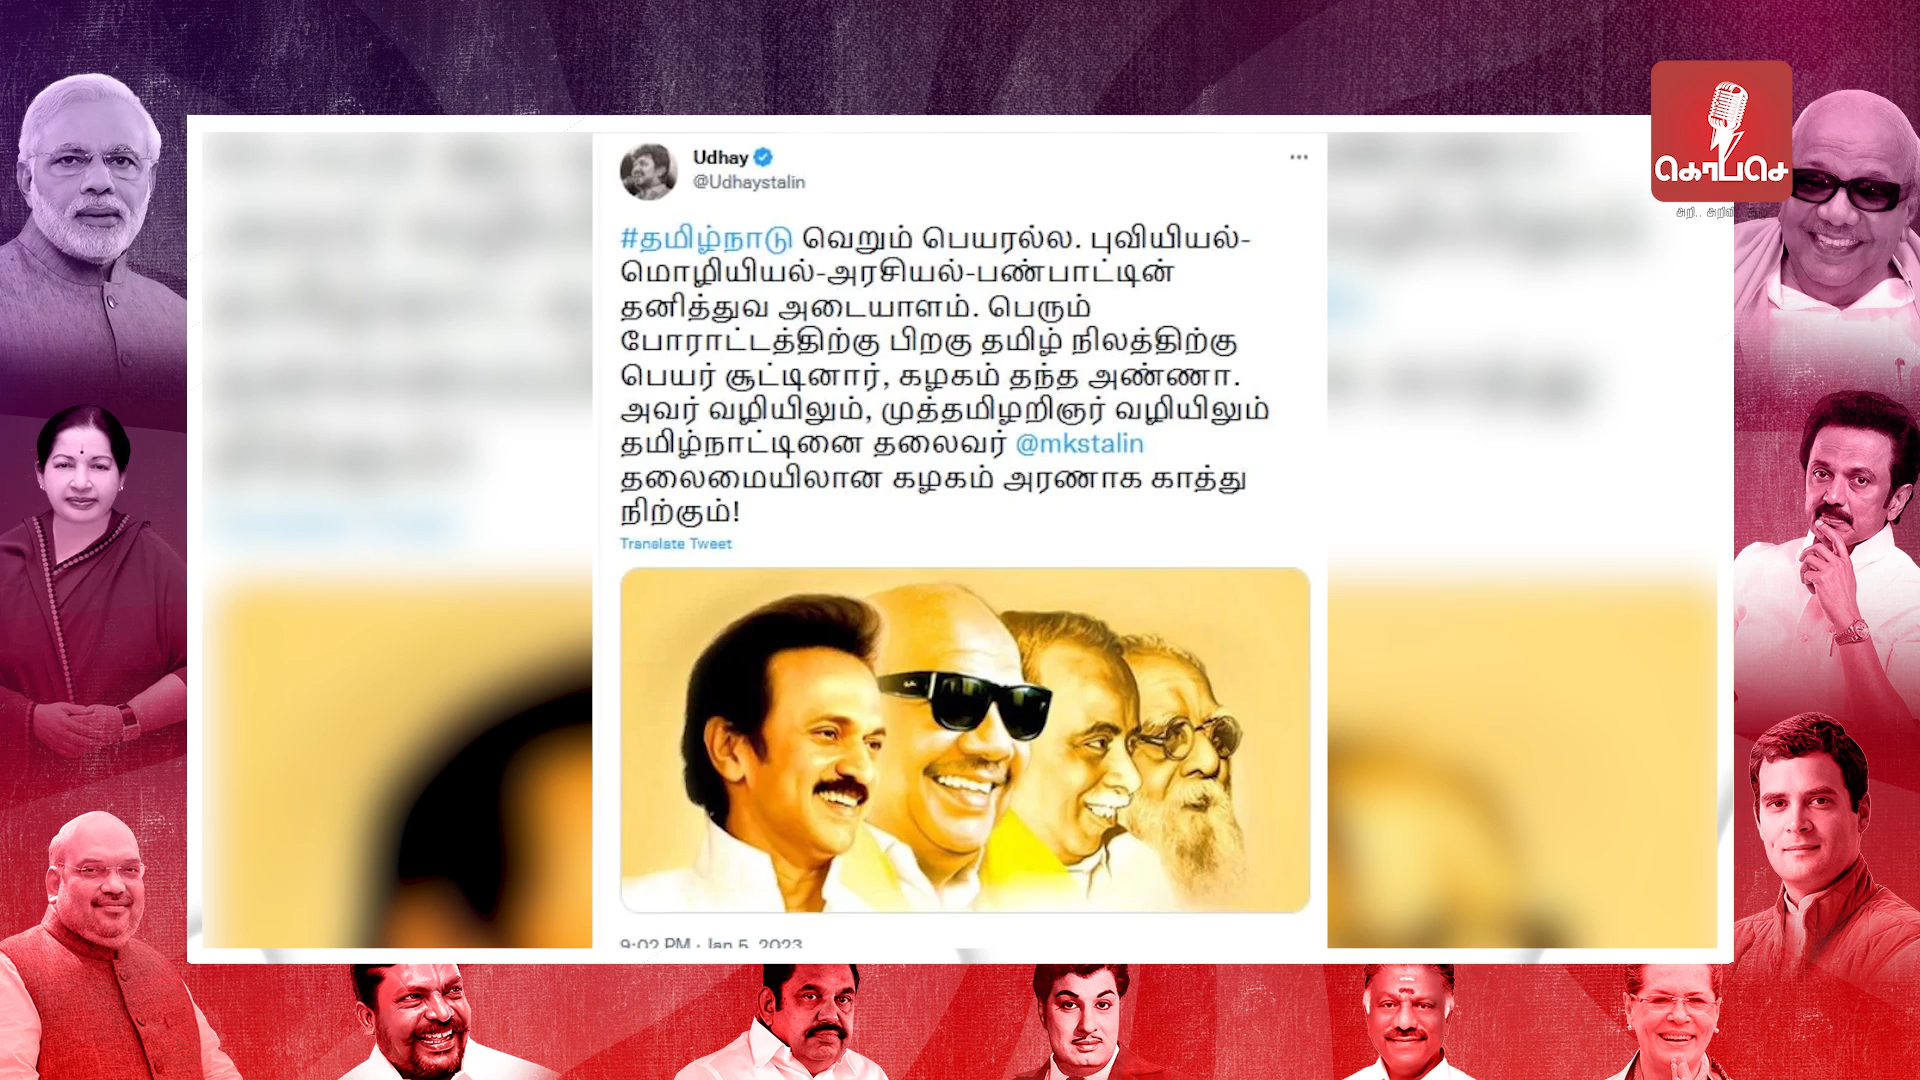 கொபசெ
Udhay
@Udhaystalin
#தமிழ்நாடு வெறும் பெயரல்ல. புவியியல்-
மொழியியல்-அரசியல்-பண்பாட்டின்
தனித்துவ அடையாளம். பெரும்
போராட்டத்திற்கு பிறகு தமிழ் நிலத்திற்கு
பெயர் சூட்டினார், கழகம் தந்த அண்ணா.
அவர் வழியிலும், முத்தமிழறிஞர் வழியிலும்
தமிழ்நாட்டினை தலைவர் @mkstalin
தலைமையிலான கழகம் அரணாக காத்து
நிற்கும்!
Translate Tweet
9:02 PM · Jan 5, 2023